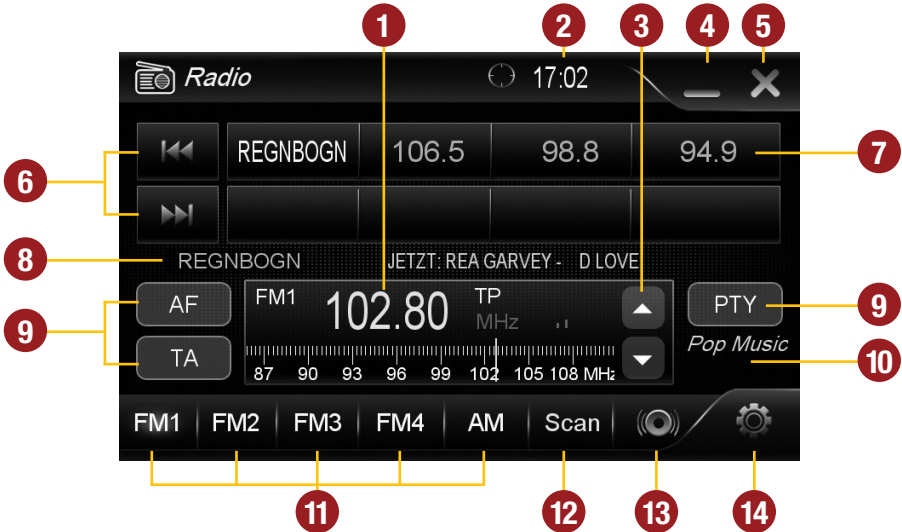 1 2 3 4 5
Radio 17:02
REGNBOGN 106.5 98.8 94.9
6 7
8 REGNBOGN JETZT: REA GARVEY - D LOVE
AF FM1 102.80 TP MHz PTY
9 9
TA Pop Music 10
87 90 93 96 99 102 105 108 MHz
FM1 FM2 FM3 FM4 AM Scan
11 12 13 14